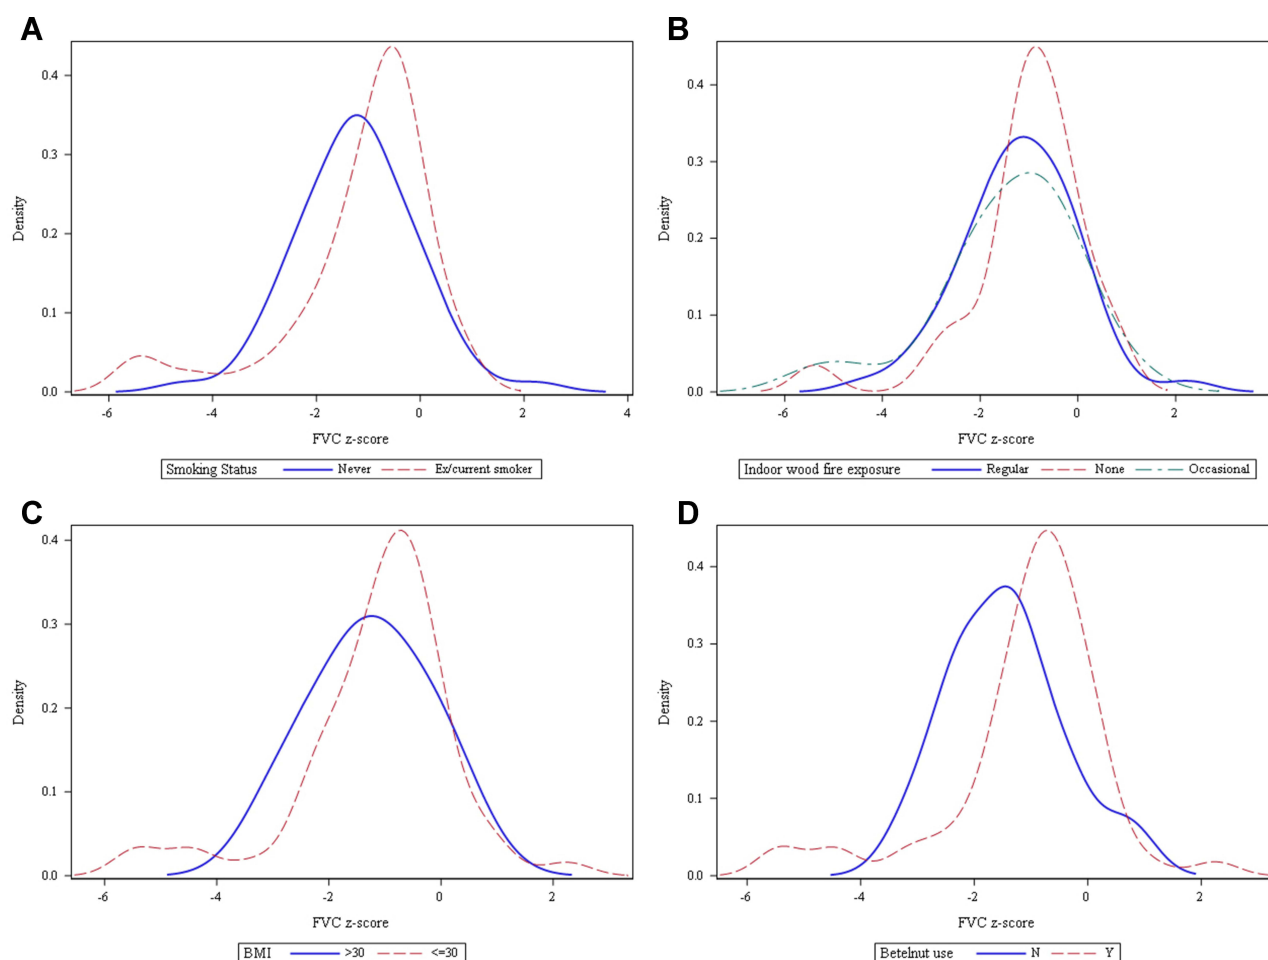 A
B
0.4
0.3
0.2
0.1
0.0
Density
-6
-4
-2
0
2
4
FVC z-score
Smoking Status Never Ex/current smoker
0.4
0.3
0.2
0.1
0.0
Density
-6
-4
-2
0
2
FVC z-score
Indoor wood fire exposure Regular None Occasional
C
D
0.4
0.3
0.2
0.1
0.0
Density
-6
-4
-2
0
2
FVC z-score
BMI >30 <=30
0.4
0.3
0.2
0.1
0.0
Density
-6
-4
-2
0
2
FVC z-score
Betelnut use N Y